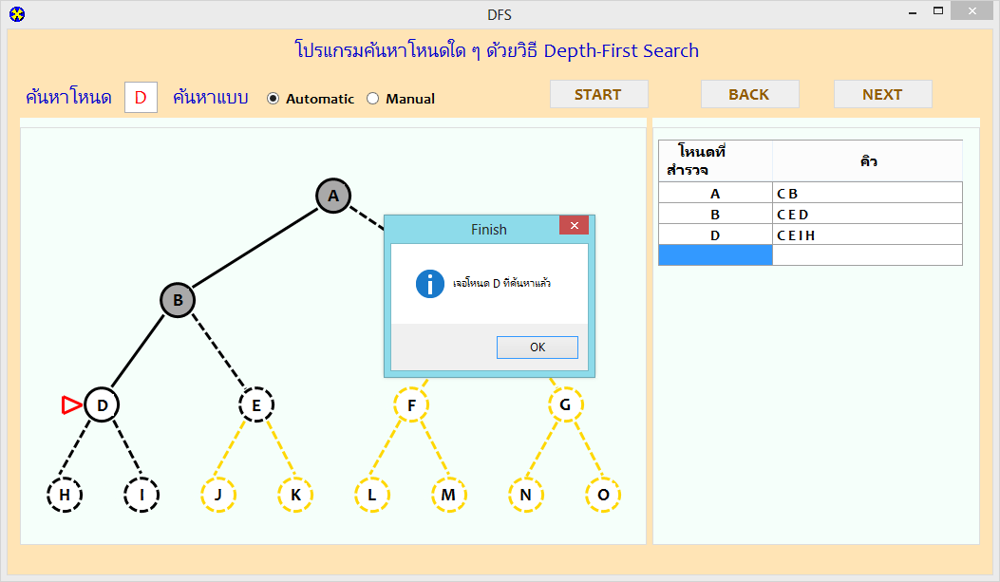 DFS
โปรแกรมค้นหาโหนดใด ๆ ด้วยวิธี Depth-First Search
ค้นหาโหนด D ค้นหาแบบ Automatic Manual START BACK NEXT
โหนดที่
สำรวจ
คิว
A C B
B C E D
D C E I H
A
Finish
เจอโหนด D ที่ค้นหาแล้ว
OK
B
D E F G
H I J K L M N O